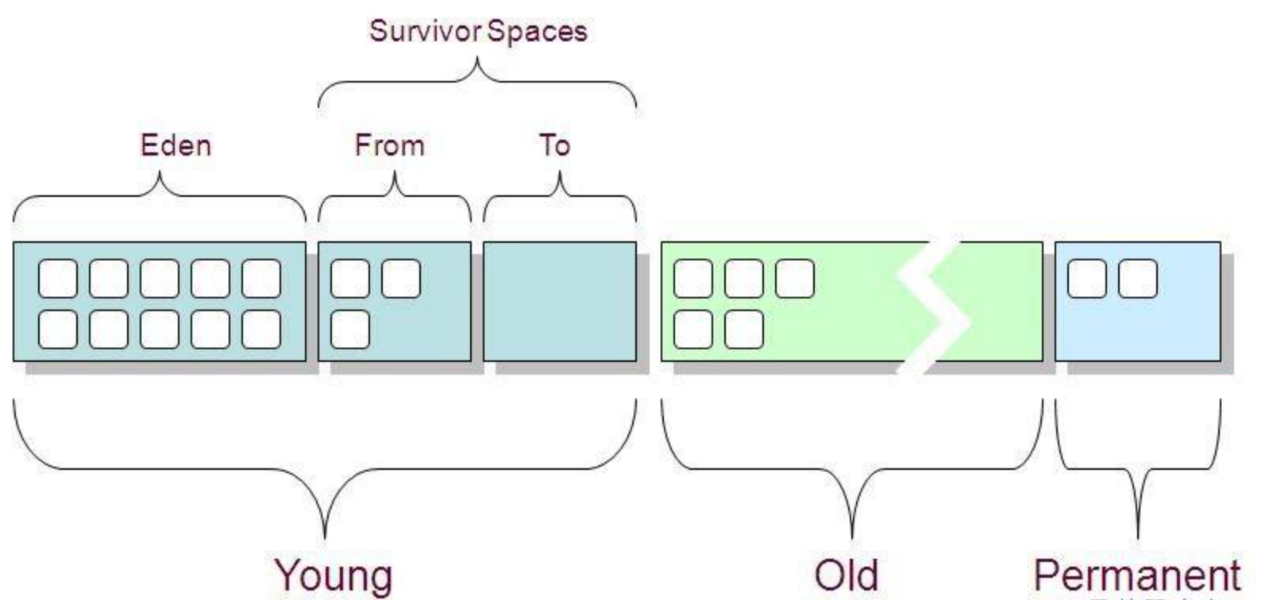 Survivor Spaces
Eden
From
To
Young
Old
Permanent